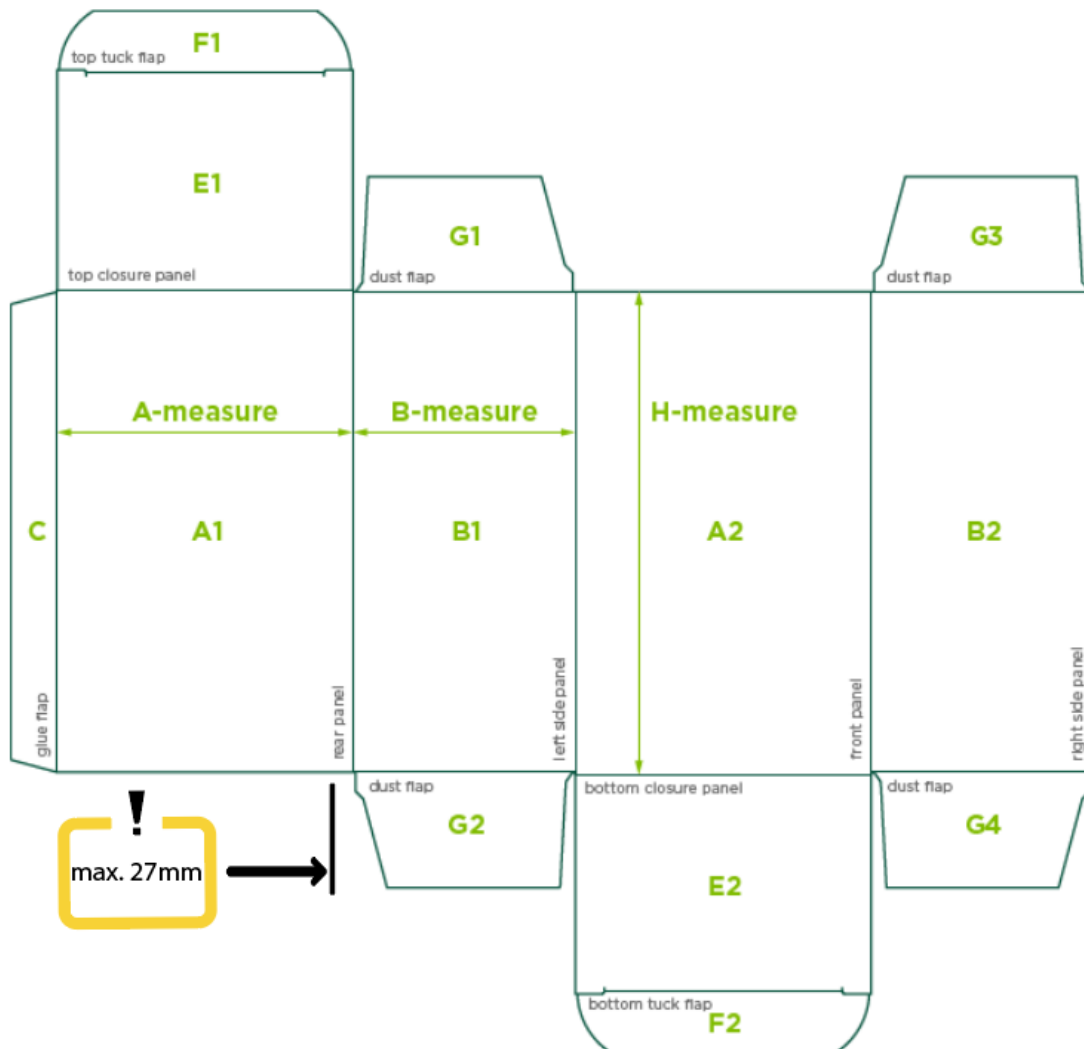 F1
top tuck flap
E1
top closure panel
G1
dust flap
G3
dust flap
A-measure
B-measure
H-measure
C
A1
B1
A2
B2
glue flap
rear panel
left side panel
front panel
right side panel
!
max. 27mm
dust flap
G2
bottom closure panel
dust flap
G4
E2
bottom tuck flap
F2